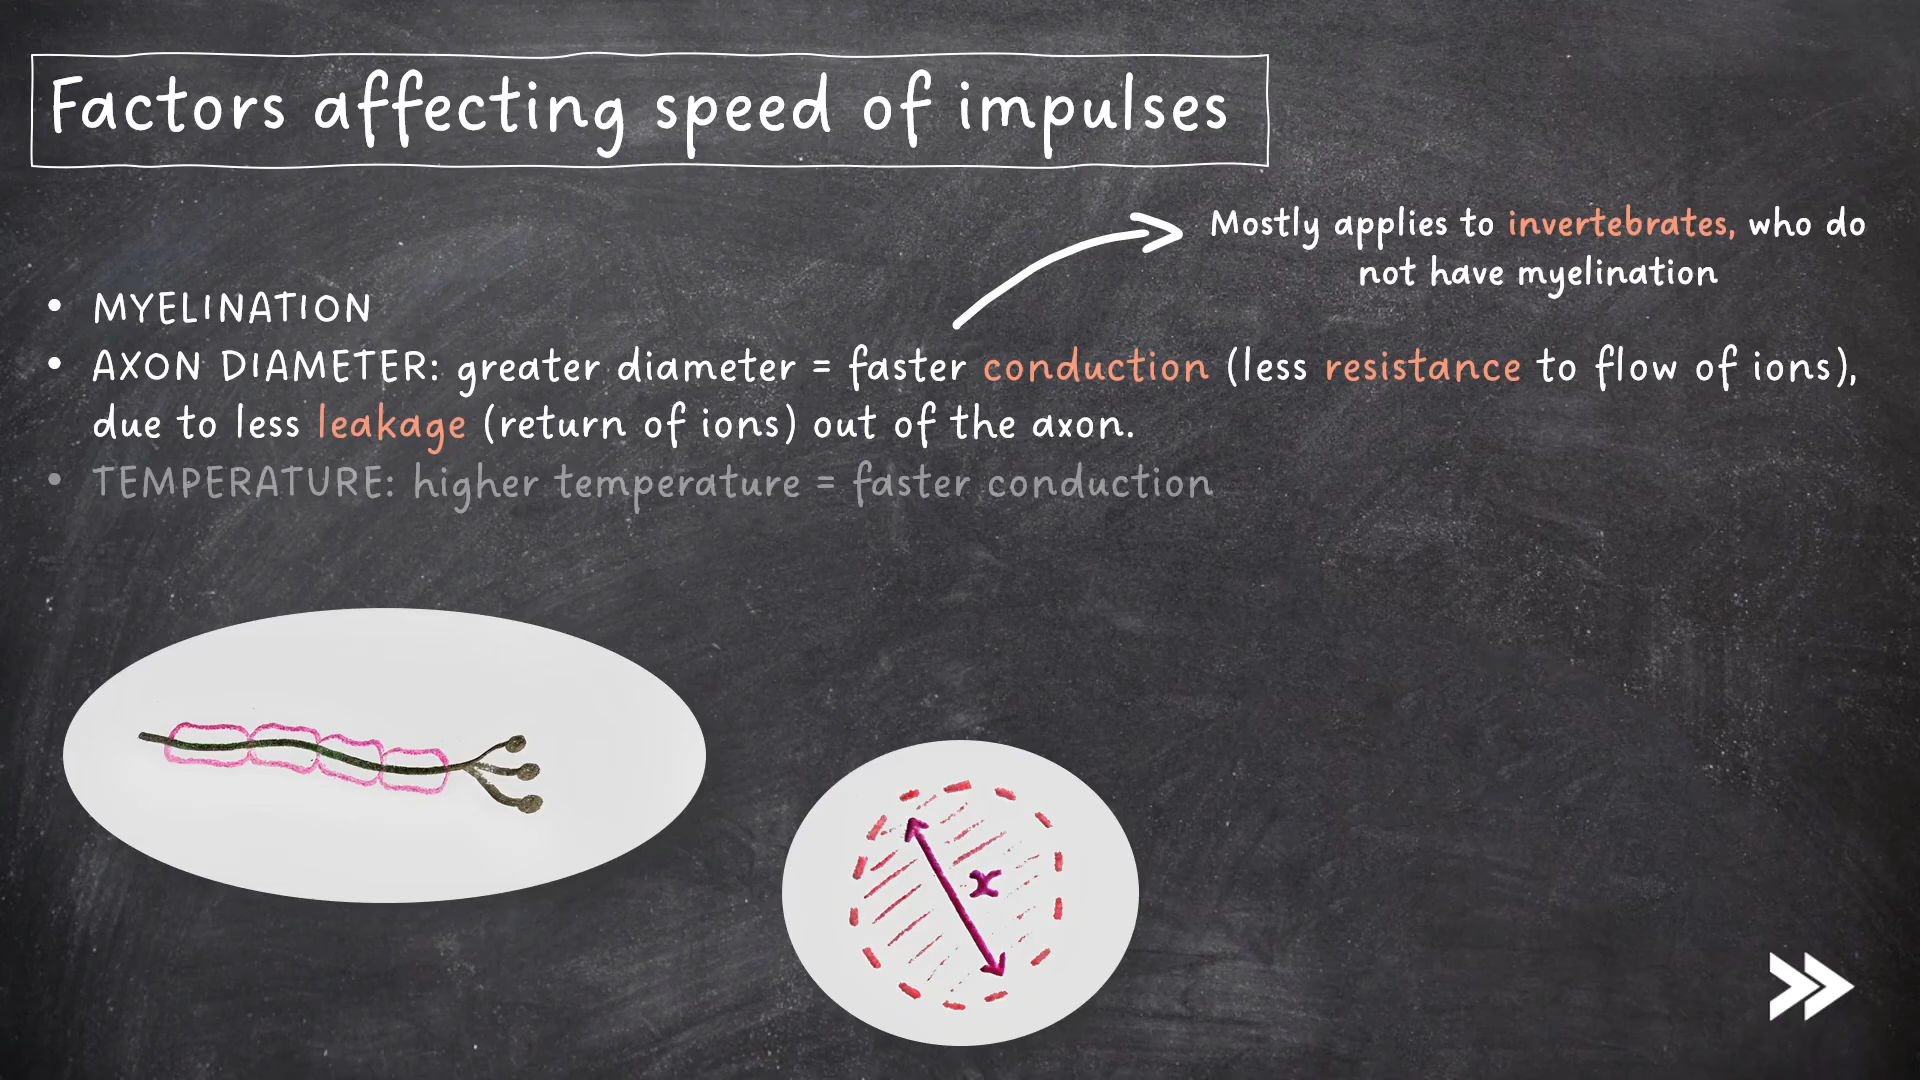 Factors affecting speed of impulses
Mostly applies to invertebrates, who do
not have myelination
• MYELINATION
• AXON DIAMETER: greater diameter = faster conduction (less resistance to flow of ions),
due to less leakage (return of ions) out of the axon.
• TEMPERATURE: higher temperature = faster conduction
x